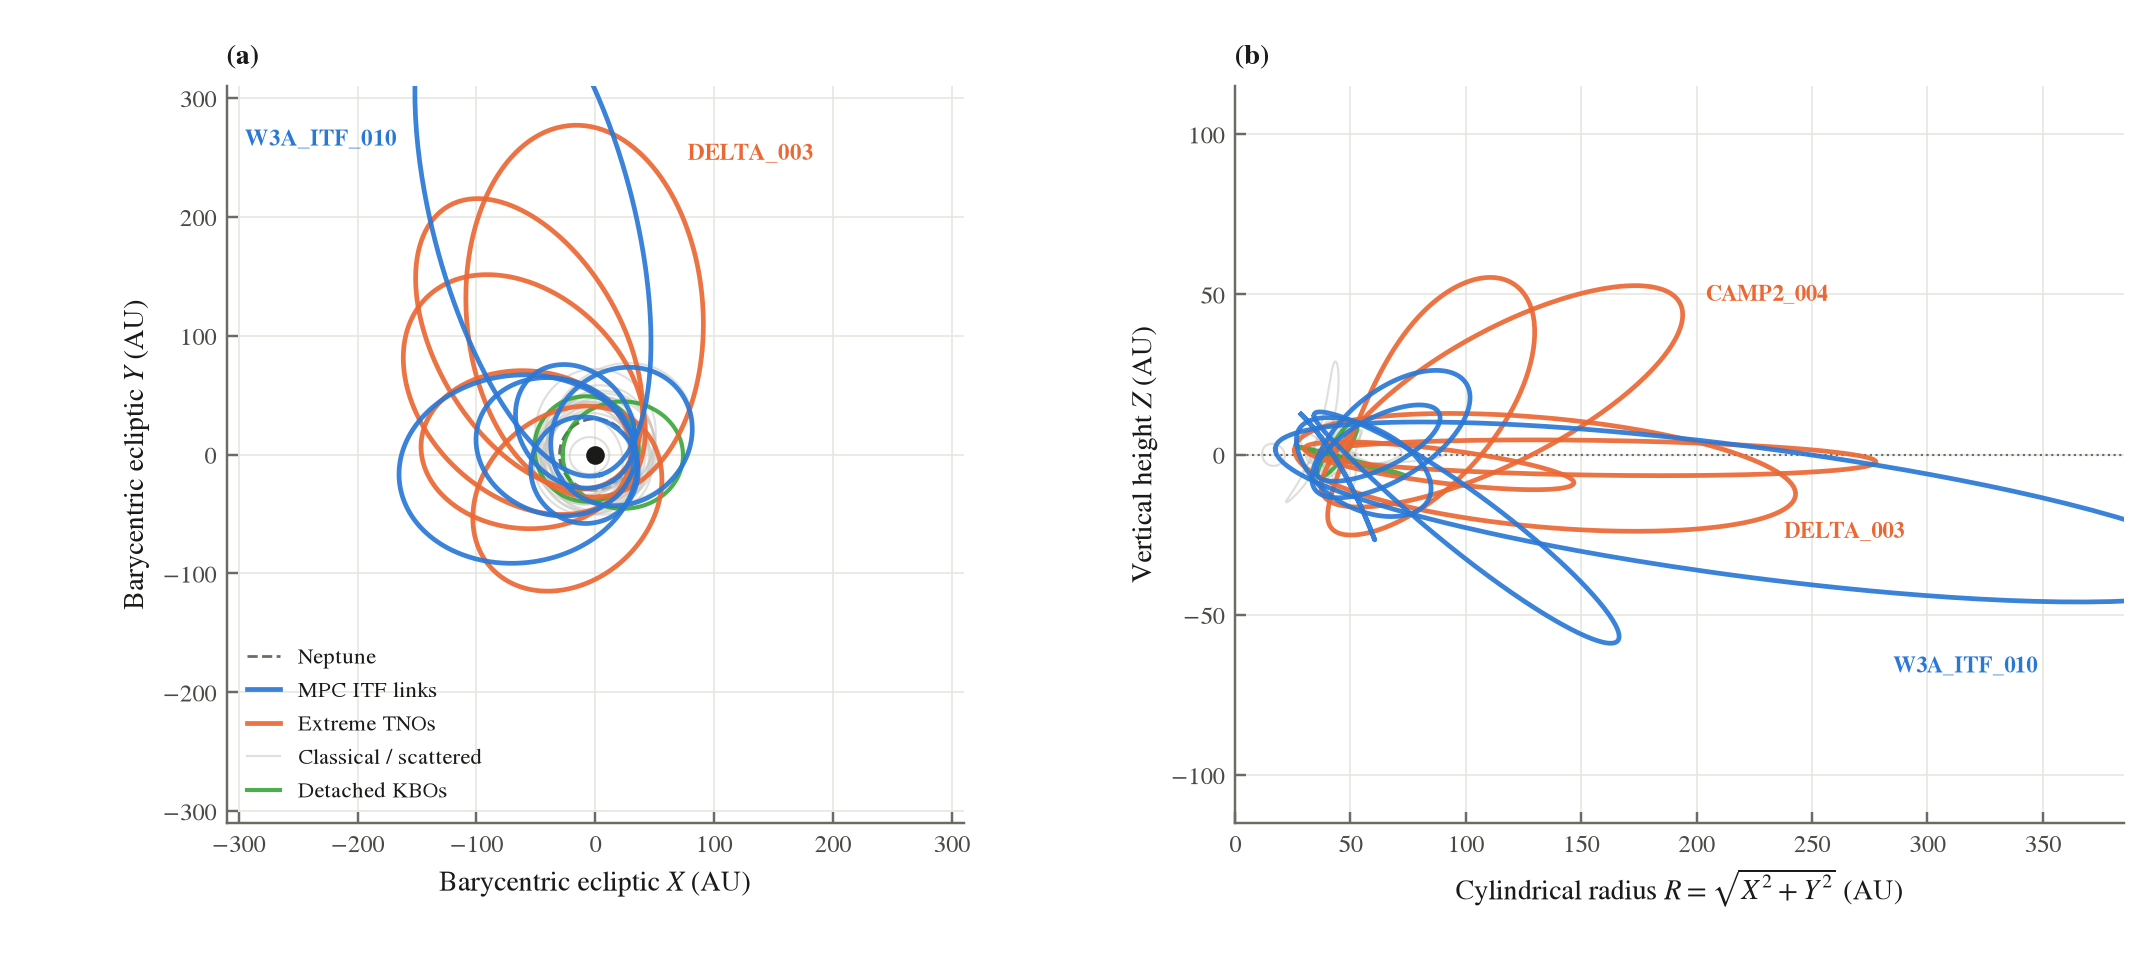 (a)
W3A_ITF_010
DELTA_003
300
200
100
0
−100
−200
−300
Barycentric ecliptic Y (AU)
Neptune
MPC ITF links
Extreme TNOs
Classical / scattered
Detached KBOs
−300 −200 −100 0 100 200 300
Barycentric ecliptic X (AU)
(b)
CAMP2_004
DELTA_003
W3A_ITF_010
100
50
0
−50
−100
Vertical height Z (AU)
0 50 100 150 200 250 300 350
Cylindrical radius R = √X² + Y² (AU)